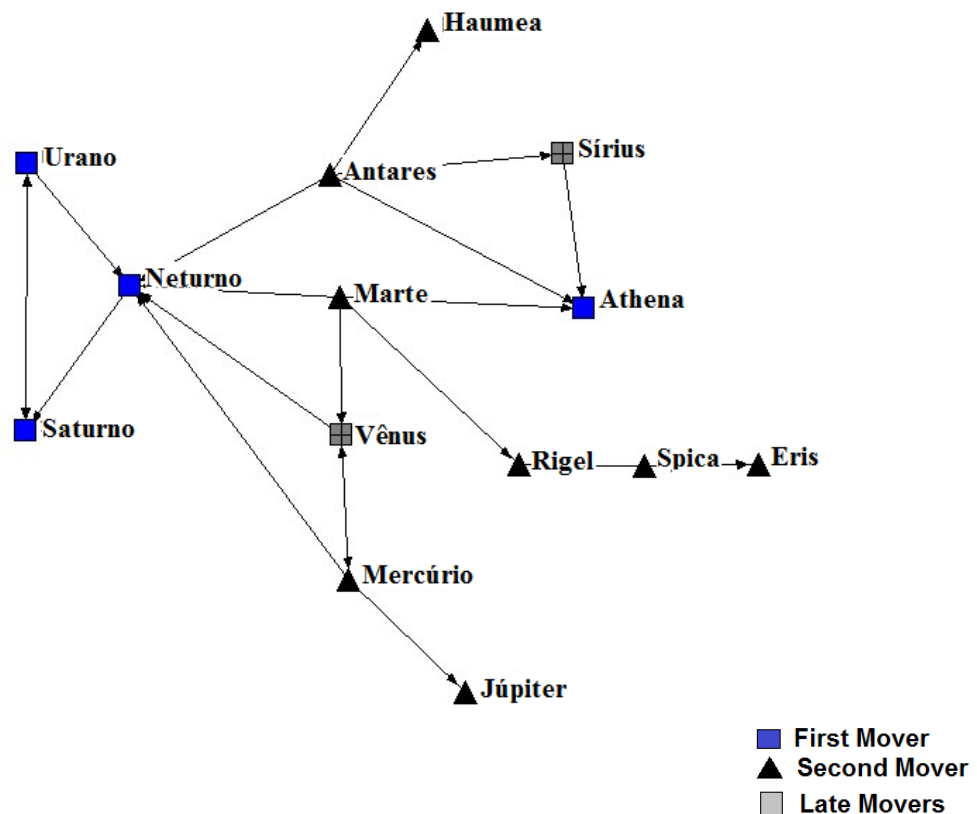 Haumea
Urano
Sírius
Antares
Neturno
Marte
Athena
Saturno
Vênus
Rigel
Spica
Eris
Mercúrio
Júpiter
First Mover
Second Mover
Late Movers